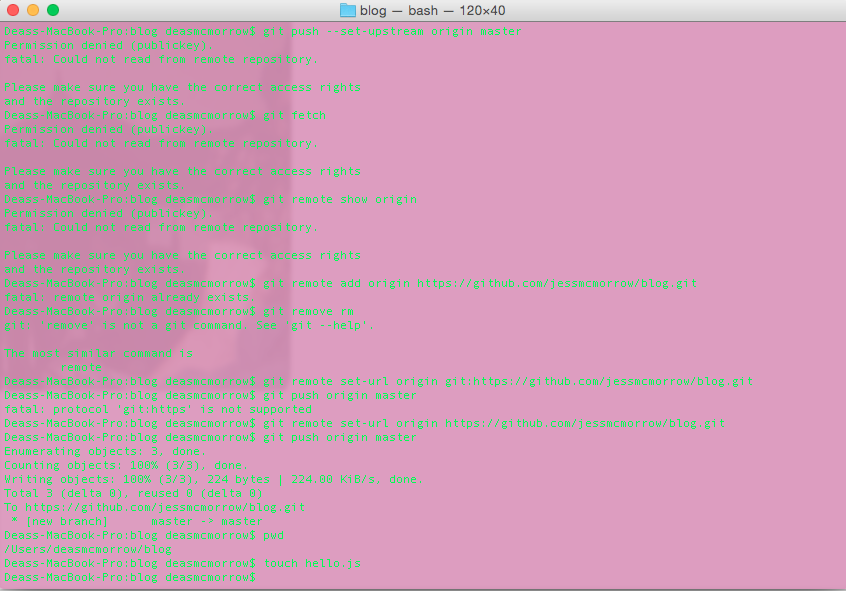 blog — bash — 120×40
Deass-MacBook-Pro:blog deasmcmorrow$ git push --set-upstream origin master
Permission denied (publickey).
fatal: Could not read from remote repository.
Please make sure you have the correct access rights
and the repository exists.
Deass-MacBook-Pro:blog deasmcmorrow$ git fetch
Permission denied (publickey).
fatal: Could not read from remote repository.
Please make sure you have the correct access rights
and the repository exists.
Deass-MacBook-Pro:blog deasmcmorrow$ git remote show origin
Permission denied (publickey).
fatal: Could not read from remote repository.
Please make sure you have the correct access rights
and the repository exists.
Deass-MacBook-Pro:blog deasmcmorrow$ git remote add origin https://github.com/jessmcmorrow/blog.git
fatal: remote origin already exists.
Deass-MacBook-Pro:blog deasmcmorrow$ git remove rm
git: 'remove' is not a git command. See 'git --help'.
The most similar command is
remote
Deass-MacBook-Pro:blog deasmcmorrow$ git remote set-url origin git:https://github.com/jessmcmorrow/blog.git
Deass-MacBook-Pro:blog deasmcmorrow$ git push origin master
fatal: protocol 'git:https' is not supported
Deass-MacBook-Pro:blog deasmcmorrow$ git remote set-url origin https://github.com/jessmcmorrow/blog.git
Deass-MacBook-Pro:blog deasmcmorrow$ git push origin master
Enumerating objects: 3, done.
Counting objects: 100% (3/3), done.
Writing objects: 100% (3/3), 224 bytes | 224.00 KiB/s, done.
Total 3 (delta 0), reused 0 (delta 0)
To https://github.com/jessmcmorrow/blog.git
* [new branch] master -> master
Deass-MacBook-Pro:blog deasmcmorrow$ pwd
/Users/deasmcmorrow/blog
Deass-MacBook-Pro:blog deasmcmorrow$ touch hello.js
Deass-MacBook-Pro:blog deasmcmorrow$